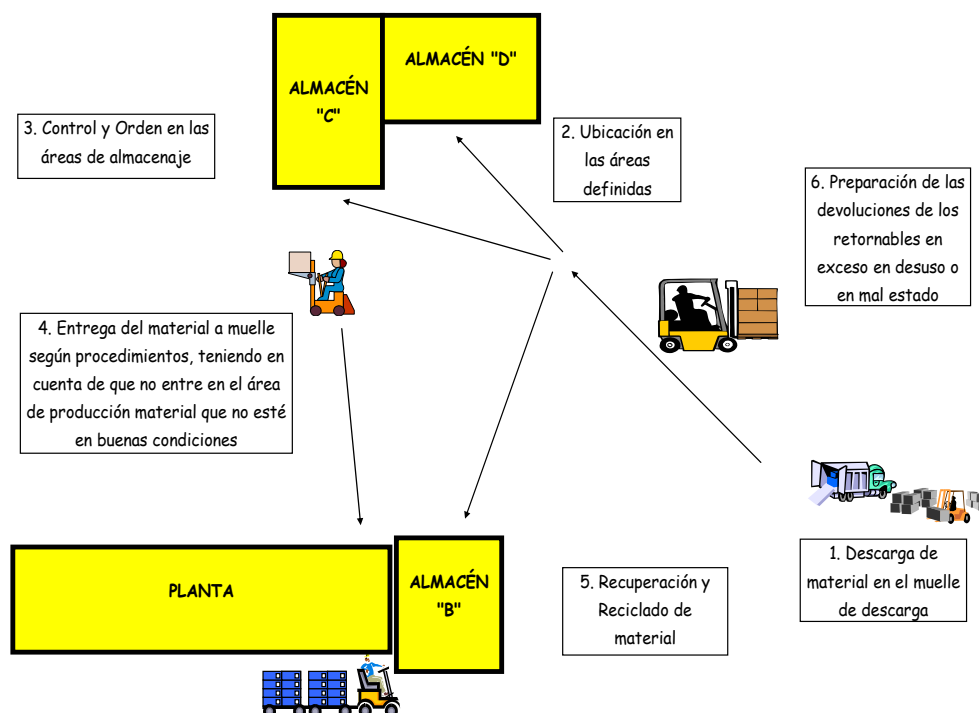 ALMACÉN
"C"
ALMACÉN "D"
3. Control y Orden en las
áreas de almacenaje
2. Ubicación en
las áreas
definidas
6. Preparación de las
devoluciones de los
retornables en
exceso en desuso o
en mal estado
4. Entrega del material a muelle
según procedimientos, teniendo en
cuenta de que no entre en el área
de producción material que no esté
en buenas condiciones
PLANTA
ALMACÉN
"B"
5. Recuperación y
Reciclado de
material
1. Descarga de
material en el muelle
de descarga